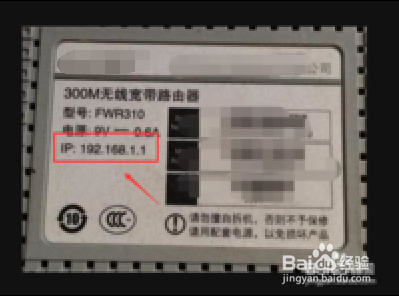 公司
300M无线宽带路由器
型号: FWR310
电源: 9V 0.6A
IP: 192.168.1.1
10
CCC
请勿擅自拆机，否则不予保修
请用配套电源，以免损坏产品
Baidu经验
jingyan.baidu.com